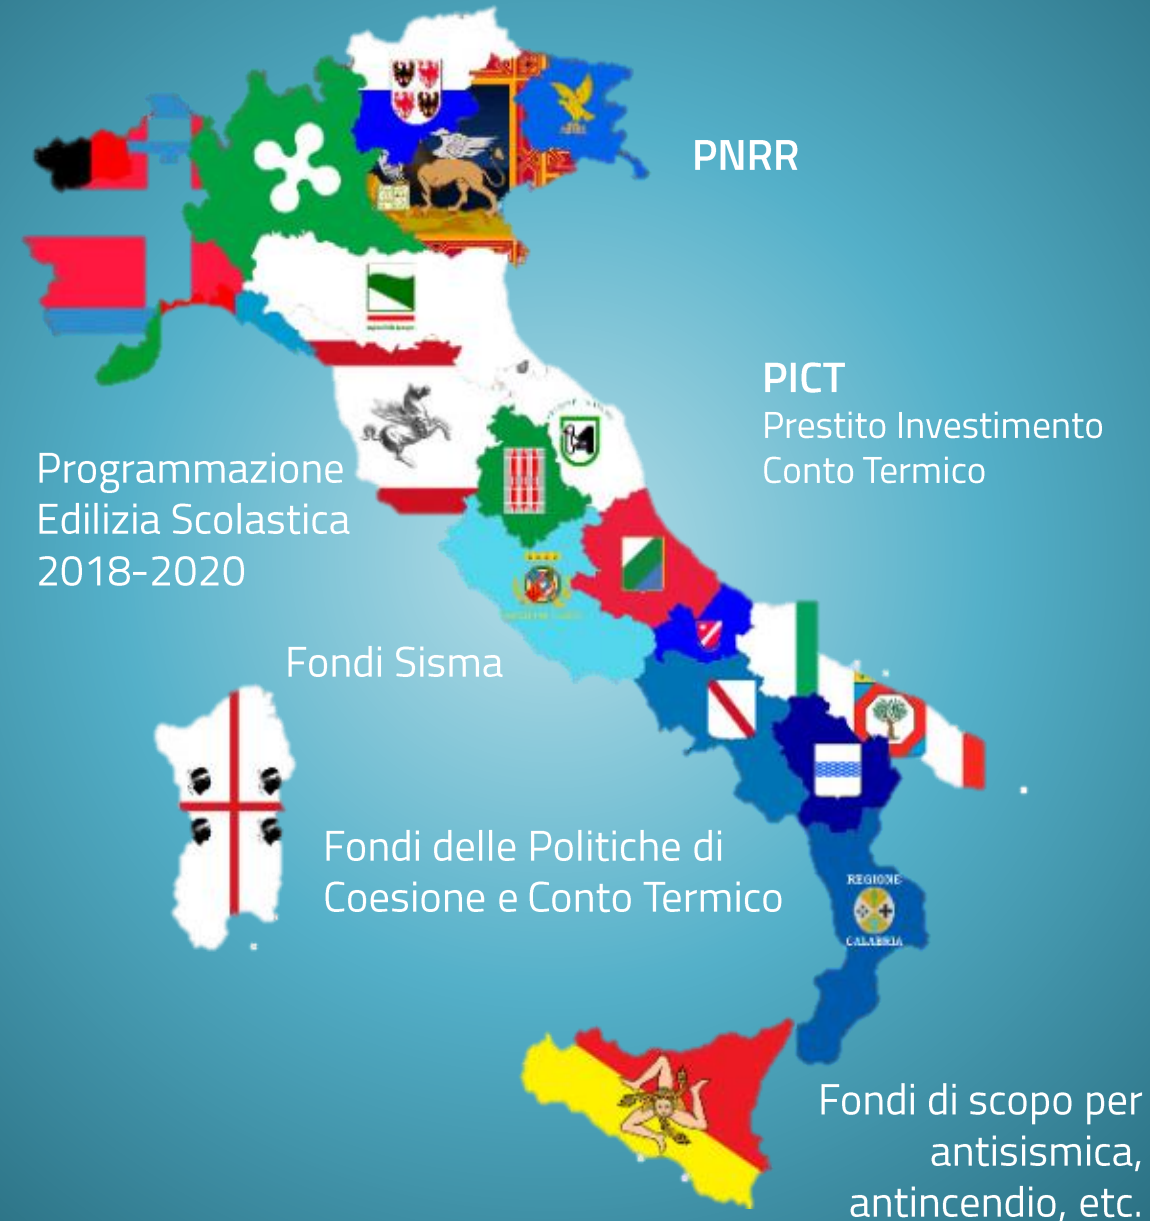 PNRR
PICT
Prestito Investimento
Conto Termico
Programmazione
Edilizia Scolastica
2018-2020
Fondi Sisma
Fondi delle Politiche di
Coesione e Conto Termico
REGIONE
CALABRIA
Fondi di scopo per
antisismica,
antincendio, etc.